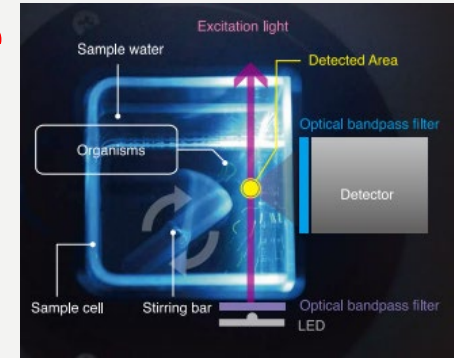 Excitation light
Sample water
Detected Area
Optical bandpass filter
Organisms
Detector
Sample cell
Stirring bar
Optical bandpass filter
LED